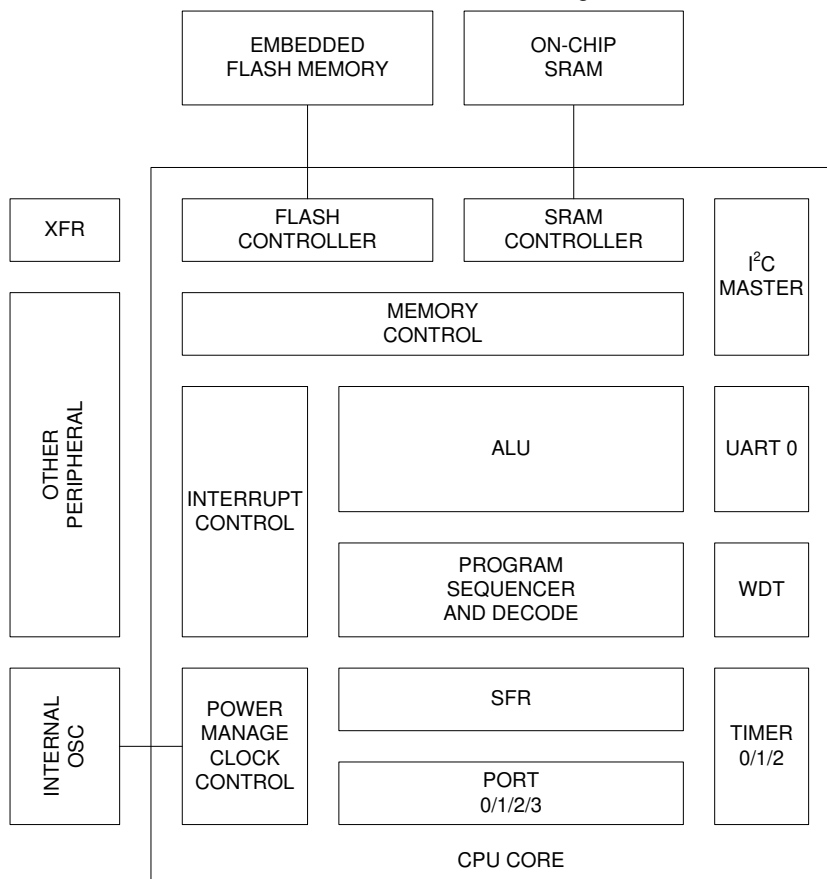 EMBEDDED
FLASH MEMORY
ON-CHIP
SRAM
XFR
FLASH
CONTROLLER
SRAM
CONTROLLER
I²C
MASTER
MEMORY
CONTROL
OTHER
PERIPHERAL
INTERRUPT
CONTROL
ALU
UART 0
PROGRAM
SEQUENCER
AND DECODE
WDT
INTERNAL
OSC
POWER
MANAGE
CLOCK
CONTROL
SFR
TIMER
0/1/2
PORT
0/1/2/3
CPU CORE